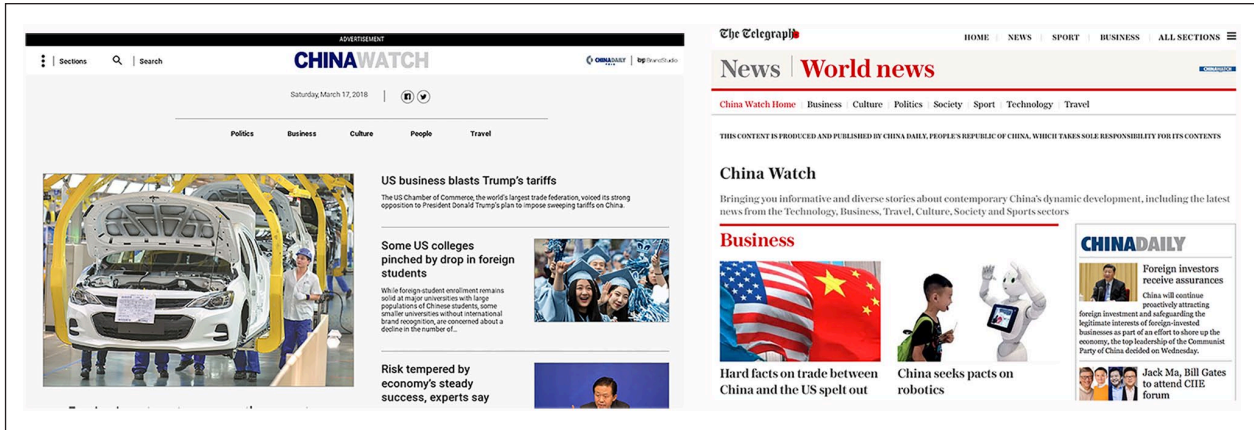 ADVERTISEMENT
Sections
Search
CHINAWATCH
CHINADAILY
BrandStudio
Saturday, March 17, 2018
Politics Business Culture People Travel
US business blasts Trump's tariffs
The US Chamber of Commerce, the world's largest trade federation, voiced its strong
opposition to President Donald Trump's plan to impose sweeping tariffs on China.
Some US colleges
pinched by drop in foreign
students
While foreign-student enrollment remains
solid at major universities with large
populations of Chinese students, some
smaller universities without international
brand recognition, are concerned about a
decline in the number of...
Risk tempered by
economy's steady
success, experts say
The Telegraph
HOME NEWS SPORT BUSINESS ALL SECTIONS
News World news
CHINAWATCH
China Watch Home Business Culture Politics Society Sport Technology Travel
THIS CONTENT IS PRODUCED AND PUBLISHED BY CHINA DAILY, PEOPLE'S REPUBLIC OF CHINA, WHICH TAKES SOLE RESPONSIBILITY FOR ITS CONTENTS
China Watch
Bringing you informative and diverse stories about contemporary China's dynamic development, including the latest
news from the Technology, Business, Travel, Culture, Society and Sports sectors
Business
Hard facts on trade between
China and the US spelt out
China seeks pacts on
robotics
CHINADAILY
Foreign investors
receive assurances
China will continue
proactively attracting
foreign investment and safeguarding the
legitimate interests of foreign-invested
businesses as part of an effort to shore up the
economy, the top leadership of the Communist
Party of China decided on Wednesday.
Jack Ma, Bill Gates
to attend CIIE
forum